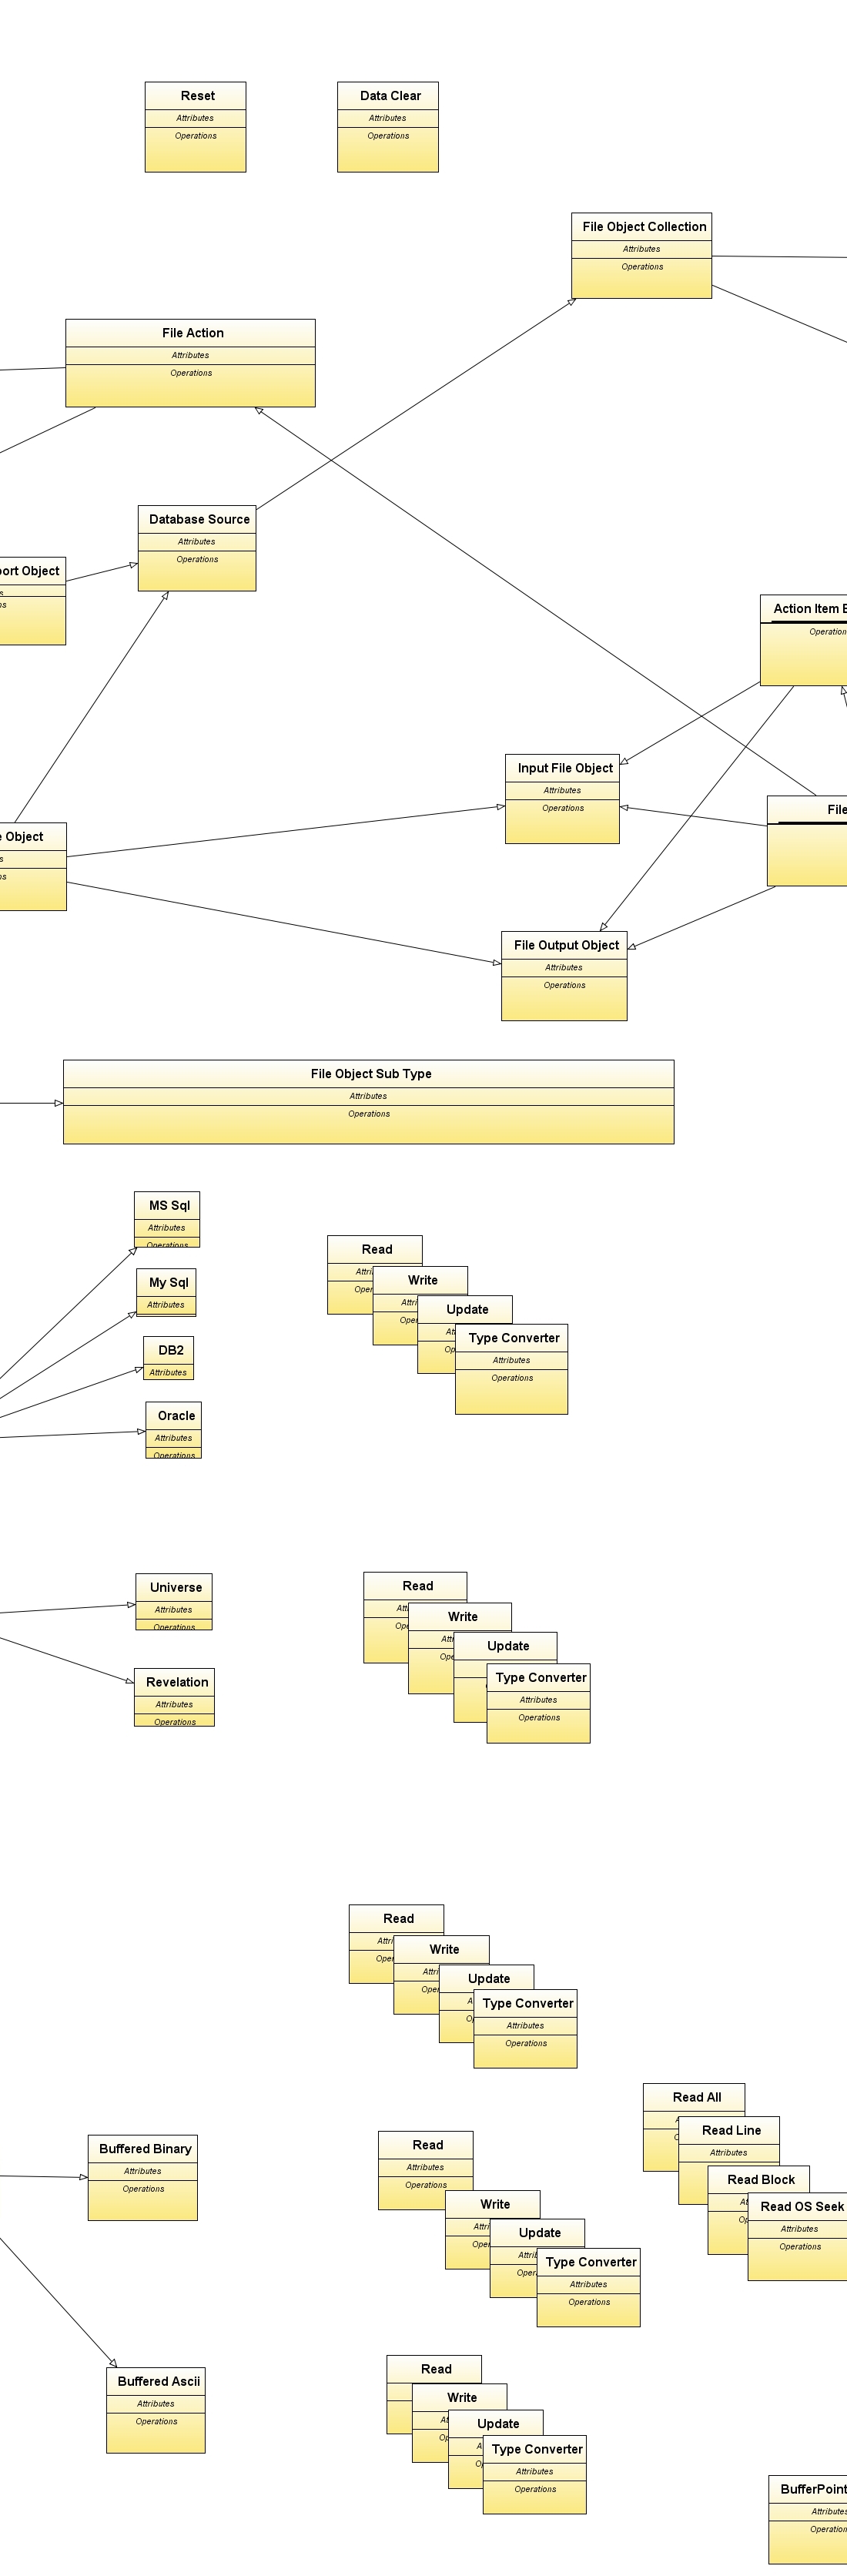 Reset
Attributes
Operations
Data Clear
Attributes
Operations
File Object Collection
Attributes
Operations
File Action
Attributes
Operations
Database Source
Attributes
Operations
port Object
s
ns
Action Item E
Operation
Input File Object
Attributes
Operations
File
e Object
s
ns
File Output Object
Attributes
Operations
File Object Sub Type
Attributes
Operations
MS Sql
Attributes
Operations
My Sql
Attributes
DB2
Attributes
Oracle
Attributes
Operations
Read
Attri
Oper
Write
Attri
Oper
Update
At
Op
Type Converter
Attributes
Operations
Universe
Attributes
Operations
Revelation
Attributes
Operations
Read
Att
Op
Write
Attr
Ope
Update
Type Converter
Attributes
Operations
Read
Attri
Oper
Write
Attri
Oper
Update
A
O
Type Converter
Attributes
Operations
Buffered Binary
Attributes
Operations
Read
Attributes
Operations
Write
Attri
Oper
Update
Attrib
Oper
Type Converter
Attributes
Operations
Read All
A
O
Read Line
Attributes
Read Block
At
Op
Read OS Seek
Attributes
Operations
Buffered Ascii
Attributes
Operations
Read
Write
At
Op
Update
A
O
Type Converter
Attributes
Operations
BufferPoint
Attributes
Operation